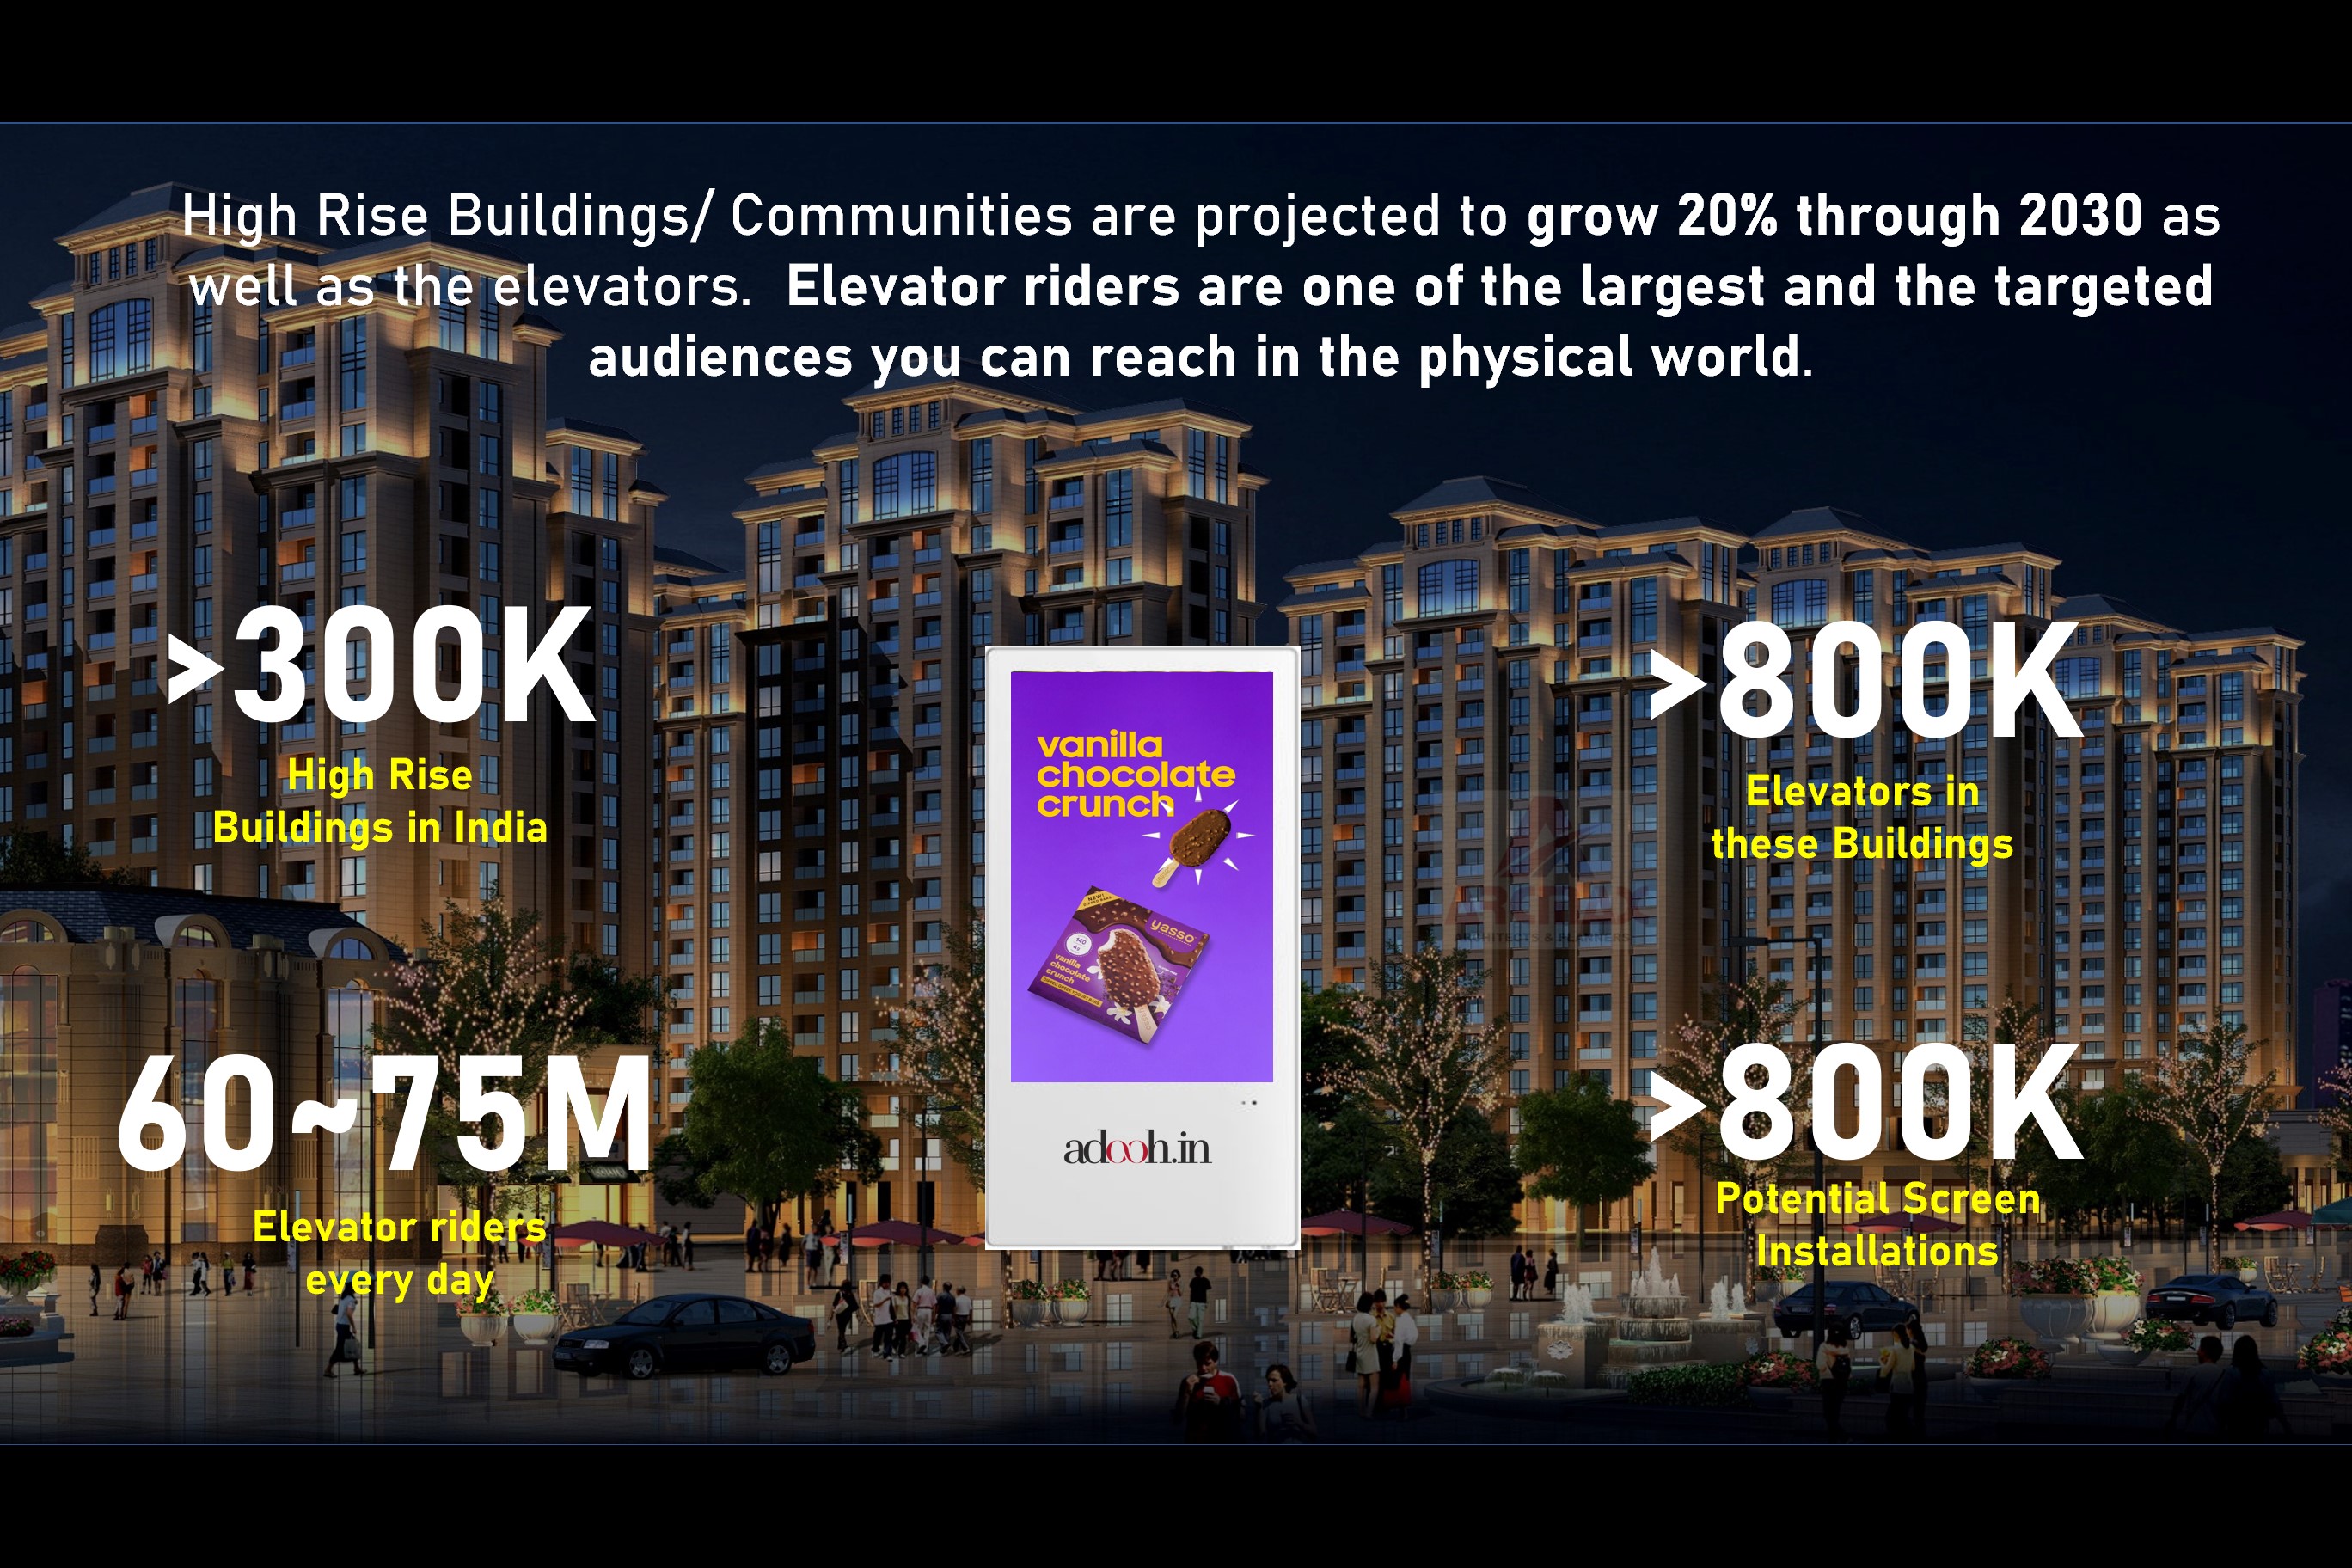 High Rise Buildings/ Communities are projected to grow 20% through 2030 as
well as the elevators.  Elevator riders are one of the largest and the targeted
audiences you can reach in the physical world.
>300K
High Rise
Buildings in India
>800K
Elevators in
these Buildings
vanilla
chocolate
crunch
NEW!
yasso
140
vanilla
chocolate
crunch
60~75M
Elevator riders
every day
adooh.in
>800K
Potential Screen
Installations